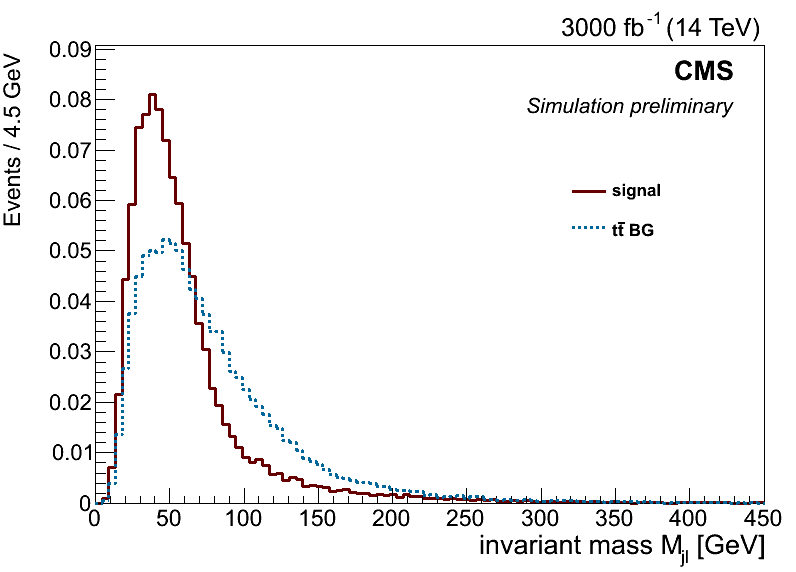 3000 fb⁻¹ (14 TeV)
CMS
Simulation preliminary
signal
tt̄ BG
Events / 4.5 GeV
0.09
0.08
0.07
0.06
0.05
0.04
0.03
0.02
0.01
0
0 50 100 150 200 250 300 350 400 450
invariant mass Mjl [GeV]